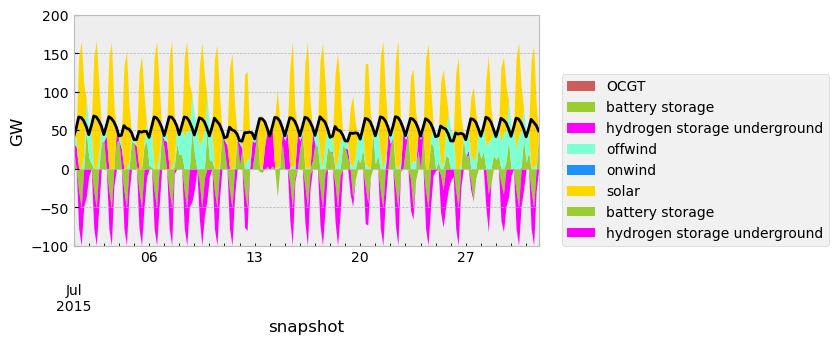 GW
200
150
100
50
0
−50
−100
06
13
20
27
Jul
2015
snapshot
OCGT
battery storage
hydrogen storage underground
offwind
onwind
solar
battery storage
hydrogen storage underground